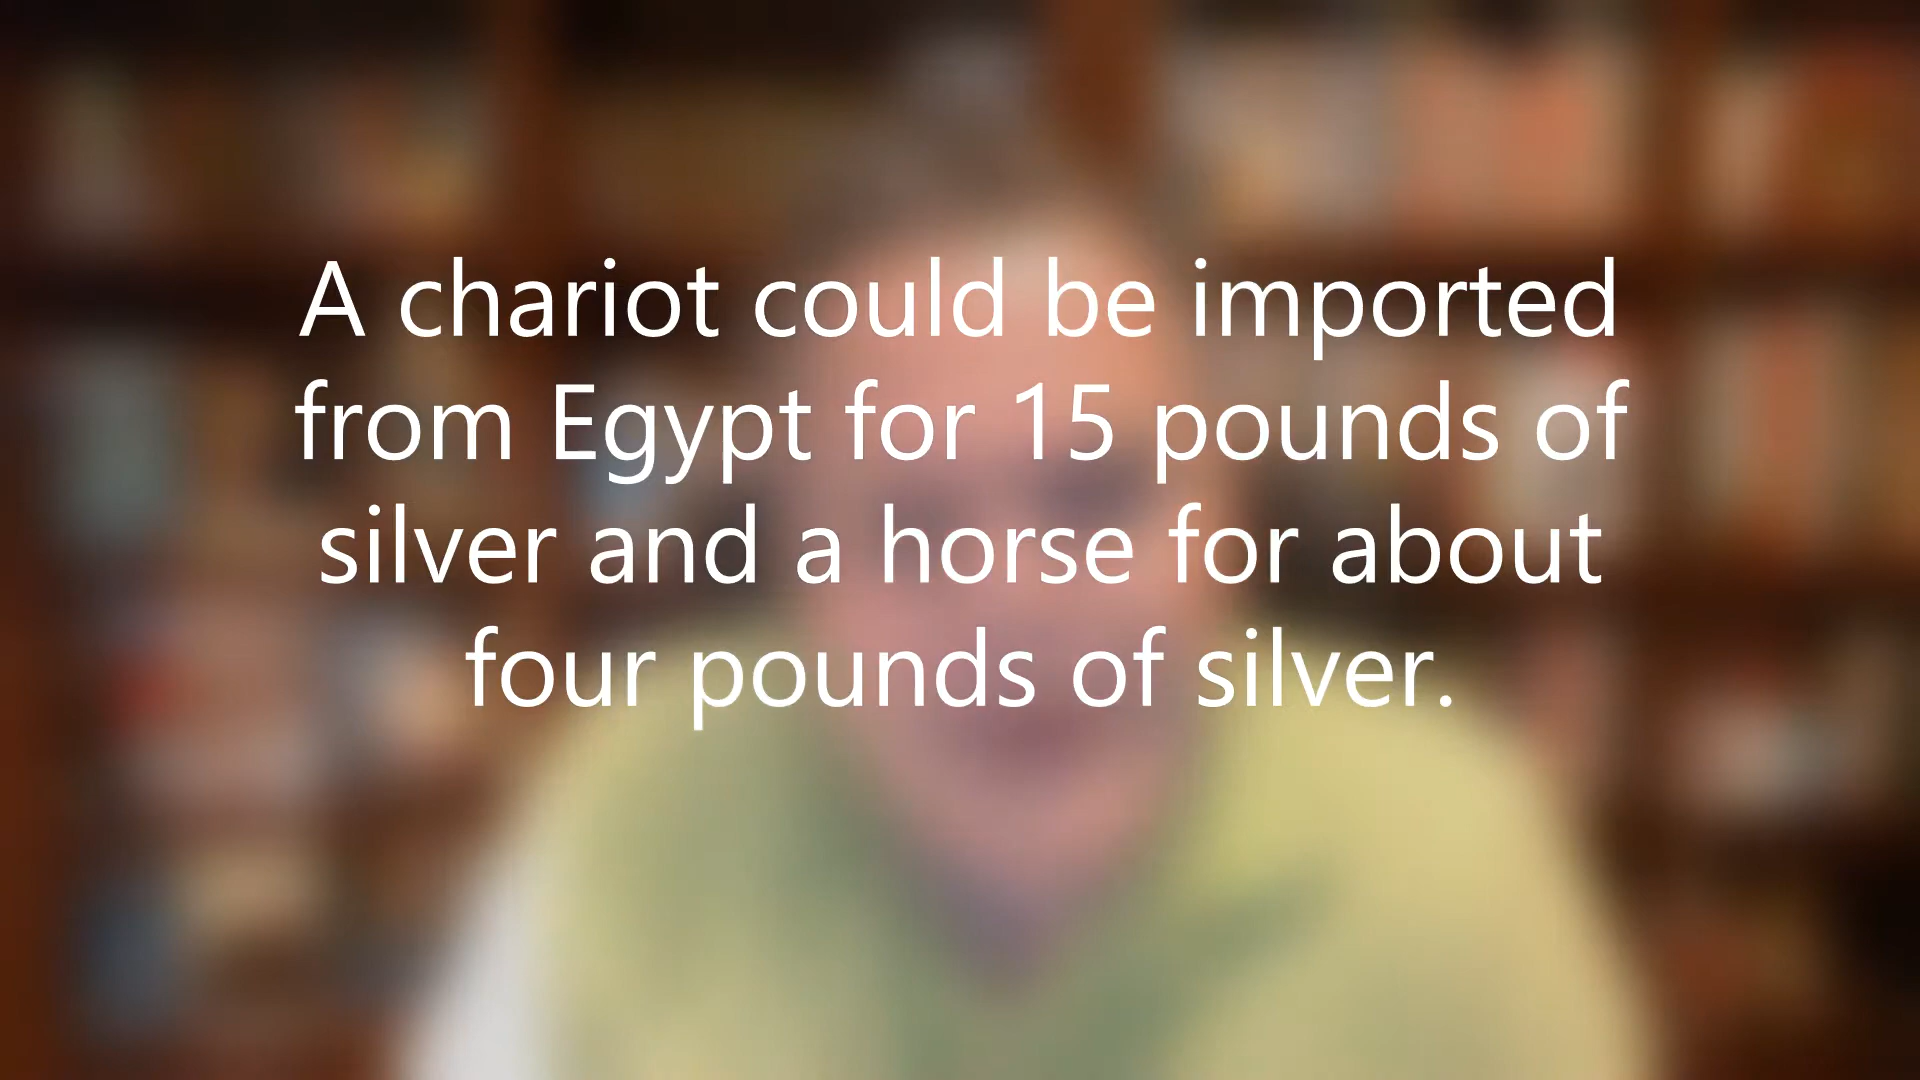 A chariot could be imported
from Egypt for 15 pounds of
silver and a horse for about
four pounds of silver.